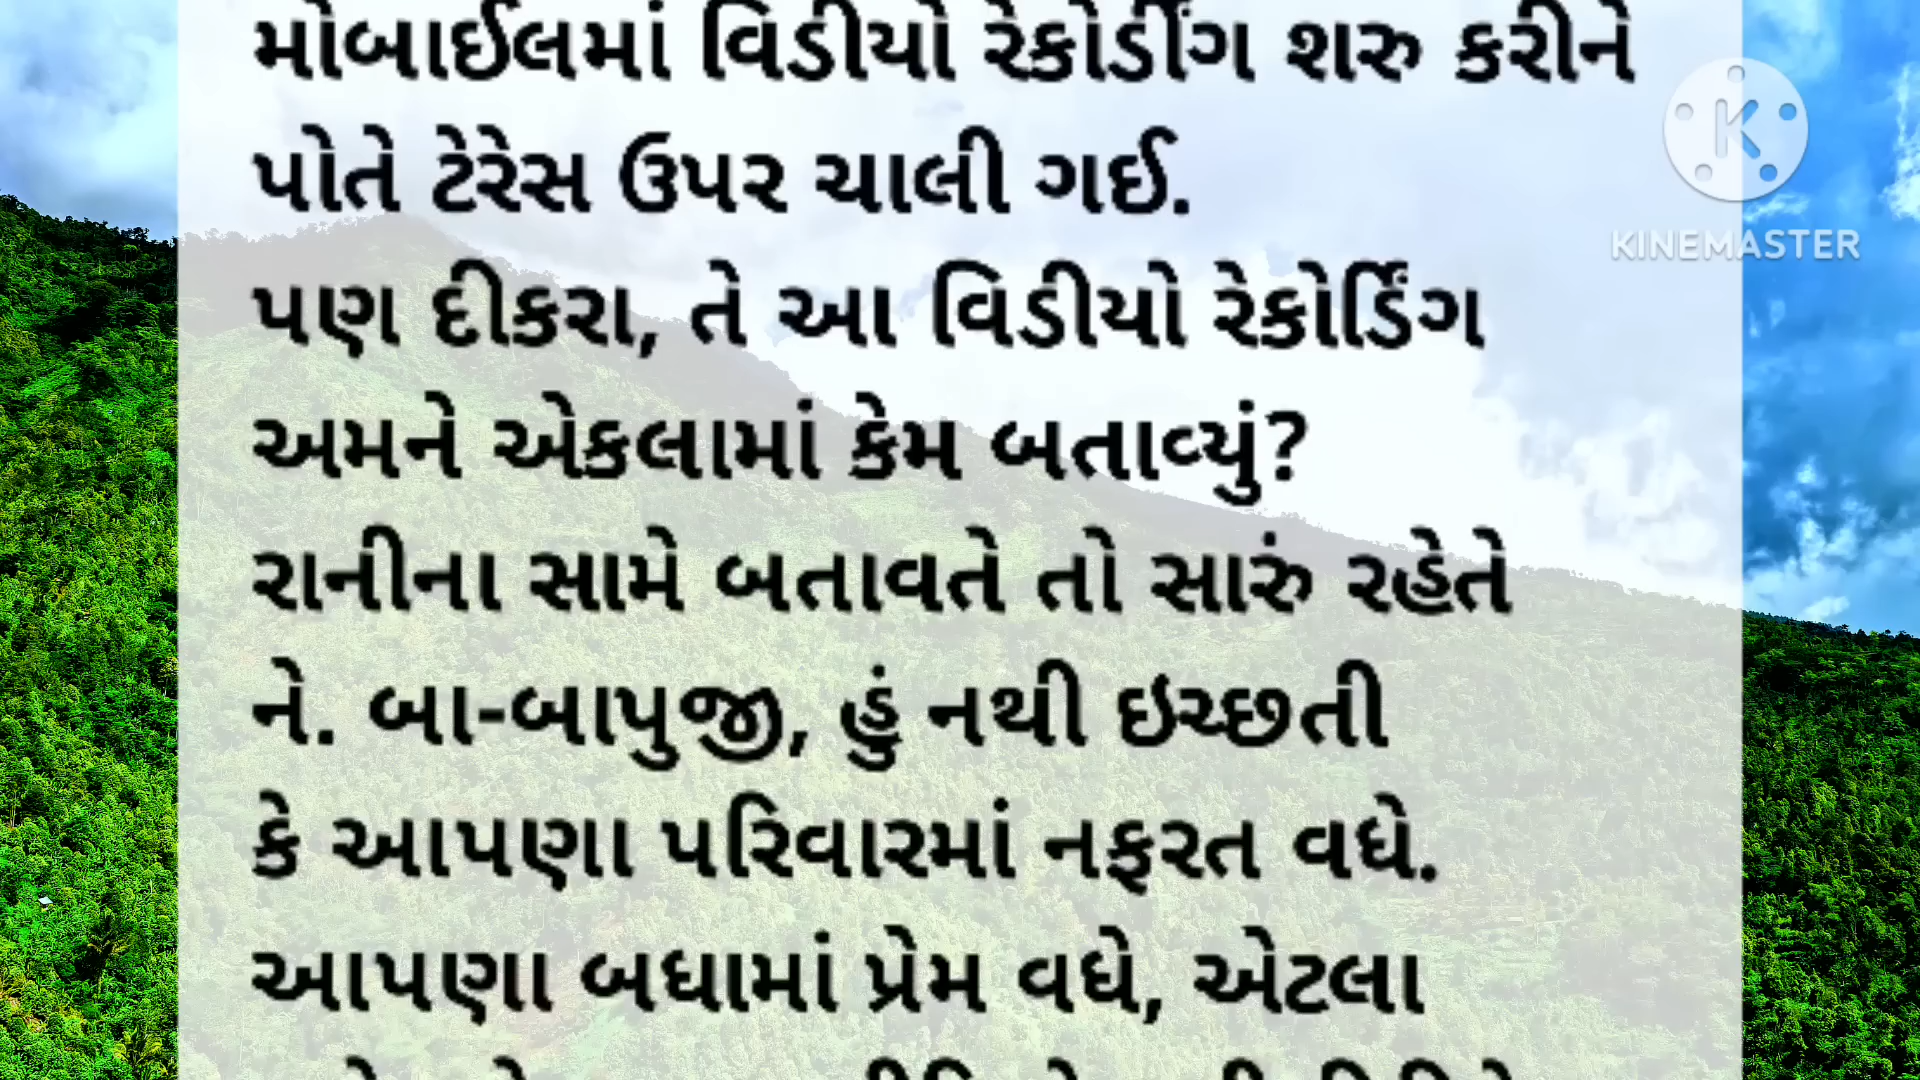 મોબાઈલમાં વિડીયો રેકોર્ડીંગ શરુ કરીને
પોતે ટેરેસ ઉપર ચાલી ગઈ.
પણ દીકરા, તે આ વિડીયો રેકોર્ડિંગ
અમને એકલામાં કેમ બતાવ્યું?
રાનીના સામે બતાવતે તો સારું રહેતે
ને. બા-બાપુજી, હું નથી ઇચ્છતી
કે આપણા પરિવારમાં નફરત વધે.
આપણા બધામાં પ્રેમ વધે, એટલા
KINEMASTER